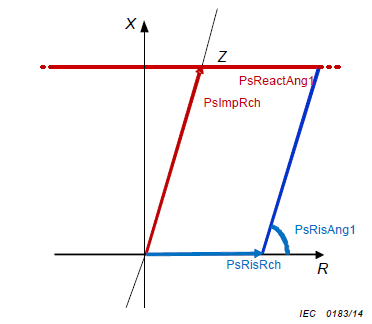 X
Z
PsReactAng1
PsImpRch
PsRisAng1
PsRisRch
R
IEC 0183/14